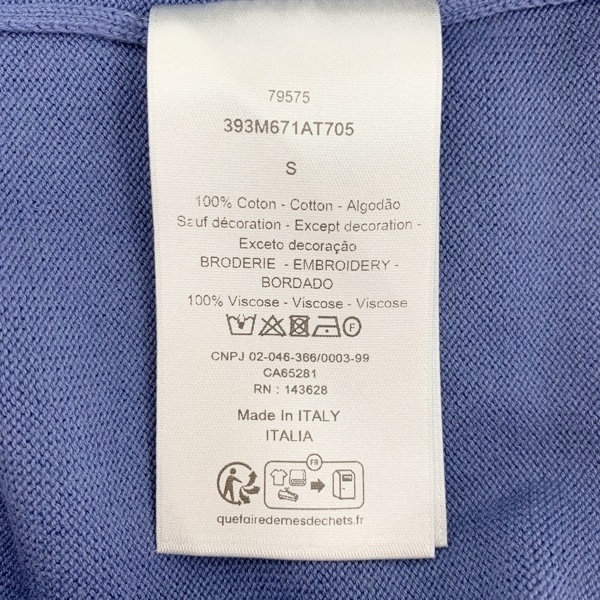 79575
393M671AT705
S
100% Coton - Cotton - Algodão
Sauf décoration - Except decoration -
Exceto decoração
BRODERIE - EMBROIDERY -
BORDADO
100% Viscose - Viscose - Viscose
F
CNPJ 02-046-366/0003-99
CA65281
RN : 143628
Made In ITALY
ITALIA
FR
quefairedemesdechets.fr